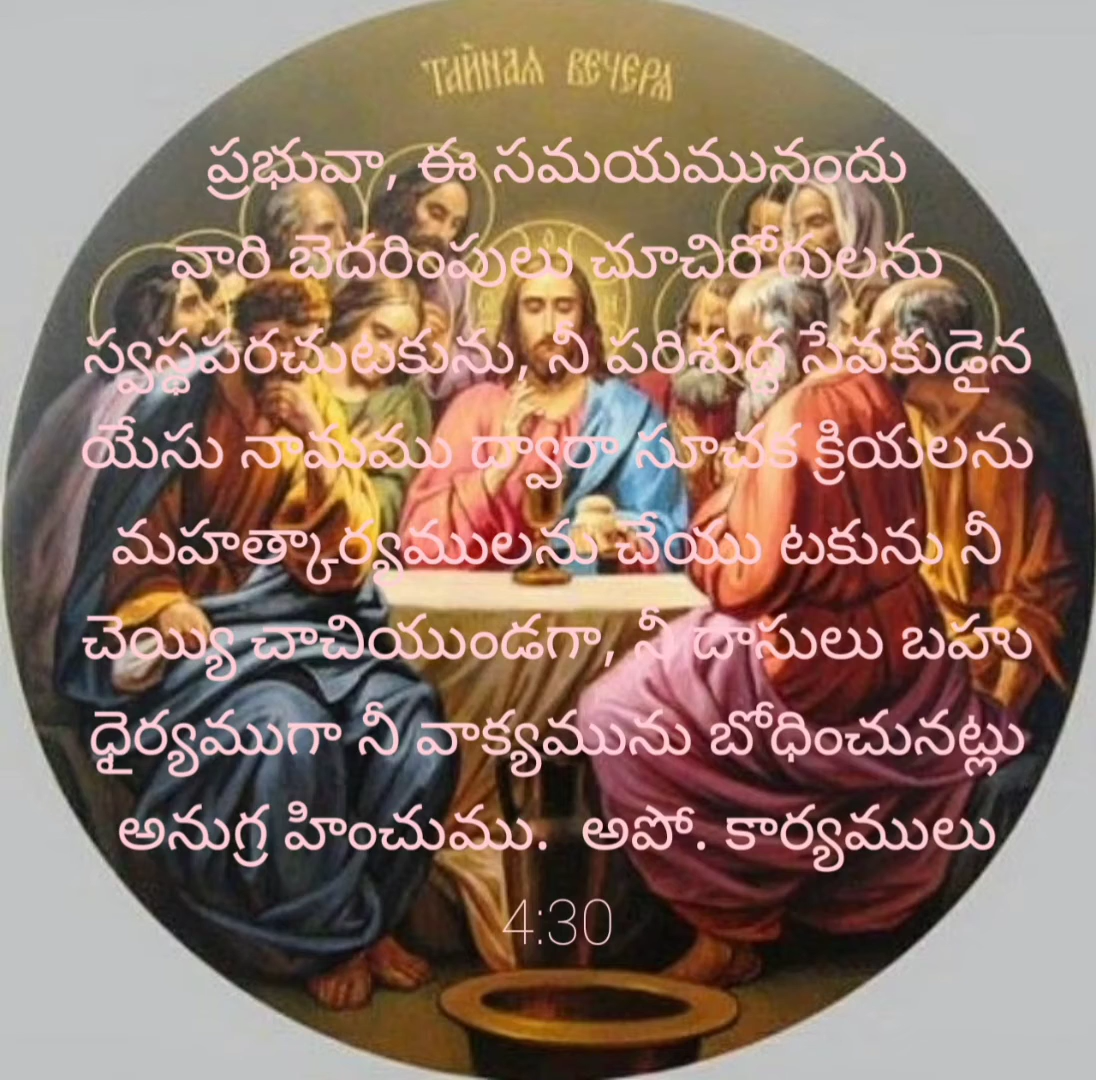 ТАЙНАЯ ВЕЧЕРЯ
ప్రభువా, ఈ సమయమునందు
వారి బెదరింపులు చూచిరోగులను
స్వస్థపరచుటకును, నీ పరిశుద్ధ సేవకుడైన
యేసు నామము ద్వారా సూచక క్రియలను
మహత్కార్యములను చేయు టకును నీ
చెయ్యి చాచియుండగా, నీ దాసులు బహు
ధైర్యముగా నీ వాక్యమును బోధించునట్లు
అనుగ్ర హించుము.  అపో. కార్యములు
4:30